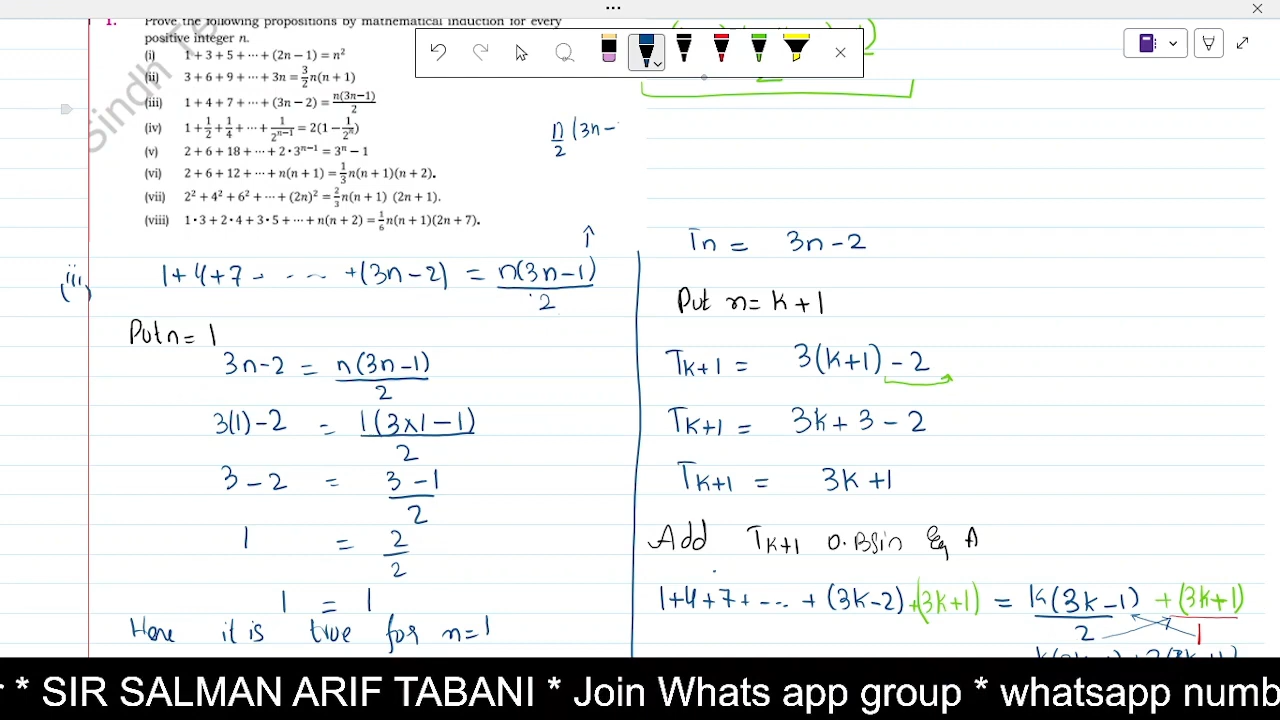 1. Prove the following propositions by mathematical induction for every
positive integer n.
(i) 1 + 3 + 5 + ⋯ + (2n − 1) = n²
(ii) 3 + 6 + 9 + ⋯ + 3n = 3/2 n(n + 1)
(iii) 1 + 4 + 7 + ⋯ + (3n − 2) = n(3n−1)/2
(iv) 1 + 1/2 + 1/4 + ⋯ + 1/2ⁿ⁻¹ = 2(1 − 1/2ⁿ)
(v) 2 + 6 + 18 + ⋯ + 2 • 3ⁿ⁻¹ = 3ⁿ − 1
(vi) 2 + 6 + 12 + ⋯ + n(n + 1) = 1/3 n(n + 1)(n + 2).
(vii) 2² + 4² + 6² + ⋯ + (2n)² = 2/3 n(n + 1) (2n + 1).
(viii) 1 • 3 + 2 • 4 + 3 • 5 + ⋯ + n(n + 2) = 1/6 n(n + 1)(2n + 7).
Sindh
n/2 (3n −
(iii) 1+4+7 - - - - +(3n−2) = n(3n−1)/2
Put n = 1
3n−2 = n(3n−1)/2
3(1)−2 = 1(3×1−1)/2
3−2 = 3−1/2
1 = 2/2
1 = 1
Here it is true for n=1
Tn = 3n−2
Put n = k+1
Tk+1 = 3(k+1) −2
Tk+1 = 3k+3−2
Tk+1 = 3k+1
Add Tk+1 o.Bsin Eq A
1+4+7+ - - - + (3k−2) +(3k+1) = k(3k−1)/2 + (3k+1)/1
* SIR SALMAN ARIF TABANI * Join Whats app group * whatsapp numb